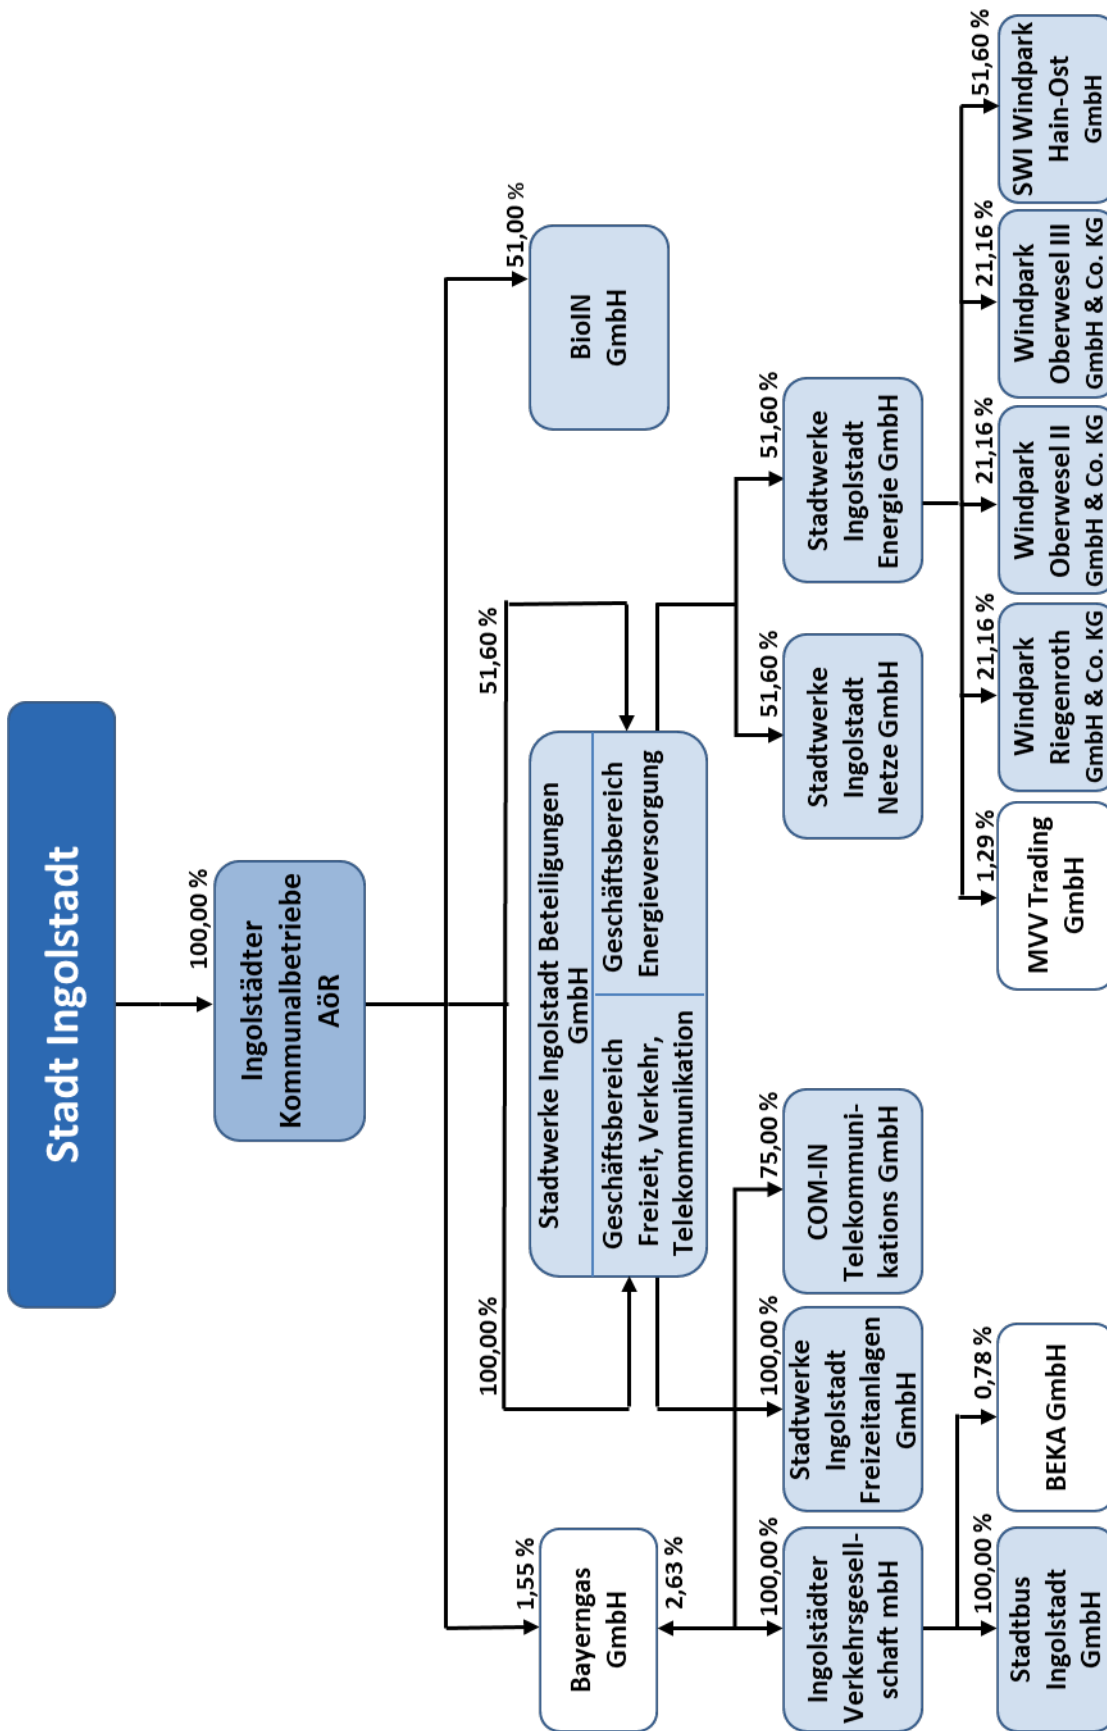 Stadt Ingolstadt
100,00 %
Ingolstädter
Kommunalbetriebe
AöR
1,55 %
100,00 %
51,60 %
51,00 %
Bayerngas
GmbH
2,63 %
Stadtwerke Ingolstadt Beteiligungen
GmbH
Geschäftsbereich
Freizeit, Verkehr,
Telekommunikation
Geschäftsbereich
Energieversorgung
BioIN
GmbH
100,00 %
Ingolstädter
Verkehrsgesell-
schaft mbH
100,00 %
Stadtwerke
Ingolstadt
Freizeitanlagen
GmbH
75,00 %
COM-IN
Telekommuni-
kations GmbH
51,60 %
Stadtwerke
Ingolstadt
Netze GmbH
51,60 %
Stadtwerke
Ingolstadt
Energie GmbH
100,00 %
Stadtbus
Ingolstadt
GmbH
0,78 %
BEKA GmbH
1,29 %
MVV Trading
GmbH
21,16 %
Windpark
Riegenroth
GmbH & Co. KG
21,16 %
Windpark
Oberwesel II
GmbH & Co. KG
21,16 %
Windpark
Oberwesel III
GmbH & Co. KG
51,60 %
SWI Windpark
Hain-Ost
GmbH